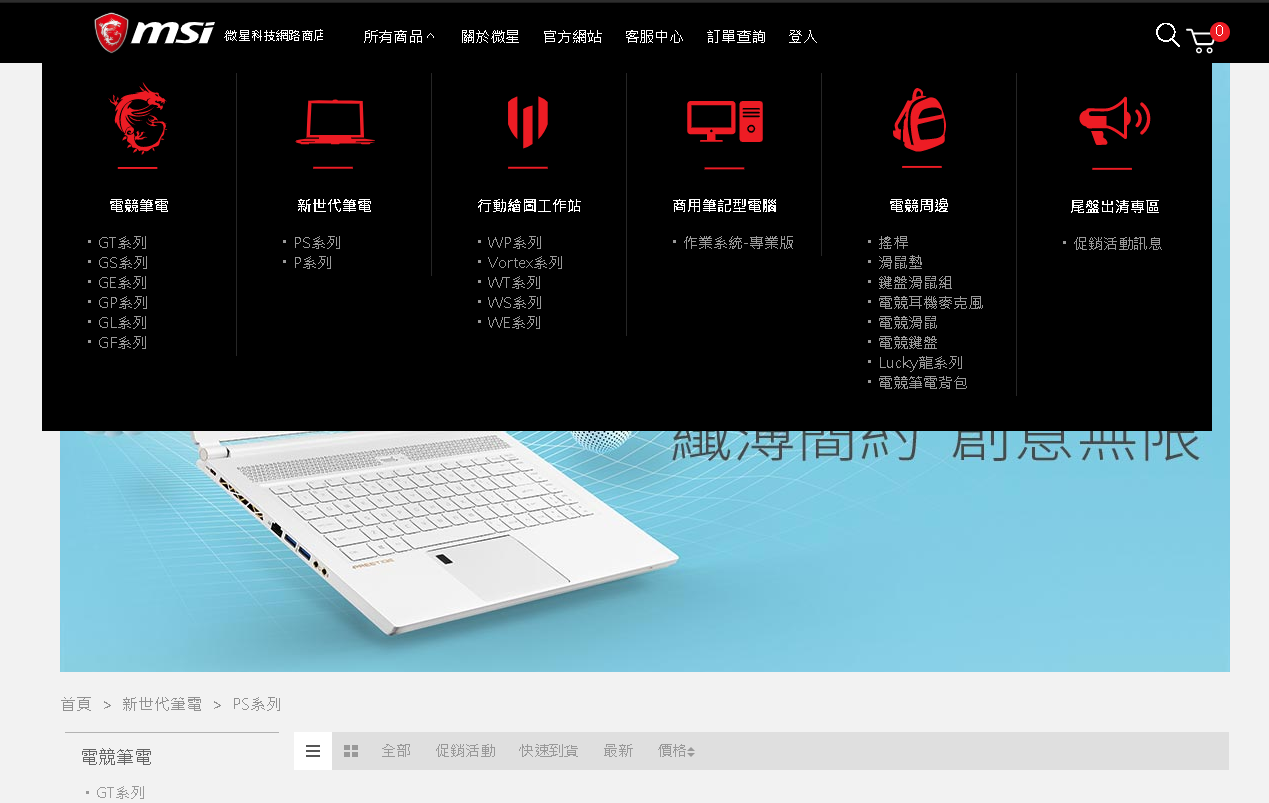 msi 微星科技網路商店 所有商品 關於微星 官方網站 客服中心 訂單查詢 登入 0
電競筆電
・GT系列
・GS系列
・GE系列
・GP系列
・GL系列
・GF系列
新世代筆電
・PS系列
・P系列
行動繪圖工作站
・WP系列
・Vortex系列
・WT系列
・WS系列
・WE系列
商用筆記型電腦
・作業系統-專業版
電競周邊
・搖桿
・滑鼠墊
・鍵盤滑鼠組
・電競耳機麥克風
・電競滑鼠
・電競鍵盤
・Lucky龍系列
・電競筆電背包
尾盤出清專區
・促銷活動訊息
纖薄簡約 創意無限
PRESTIGE
首頁 > 新世代筆電 > PS系列
電競筆電
・GT系列
全部 促銷活動 快速到貨 最新 價格